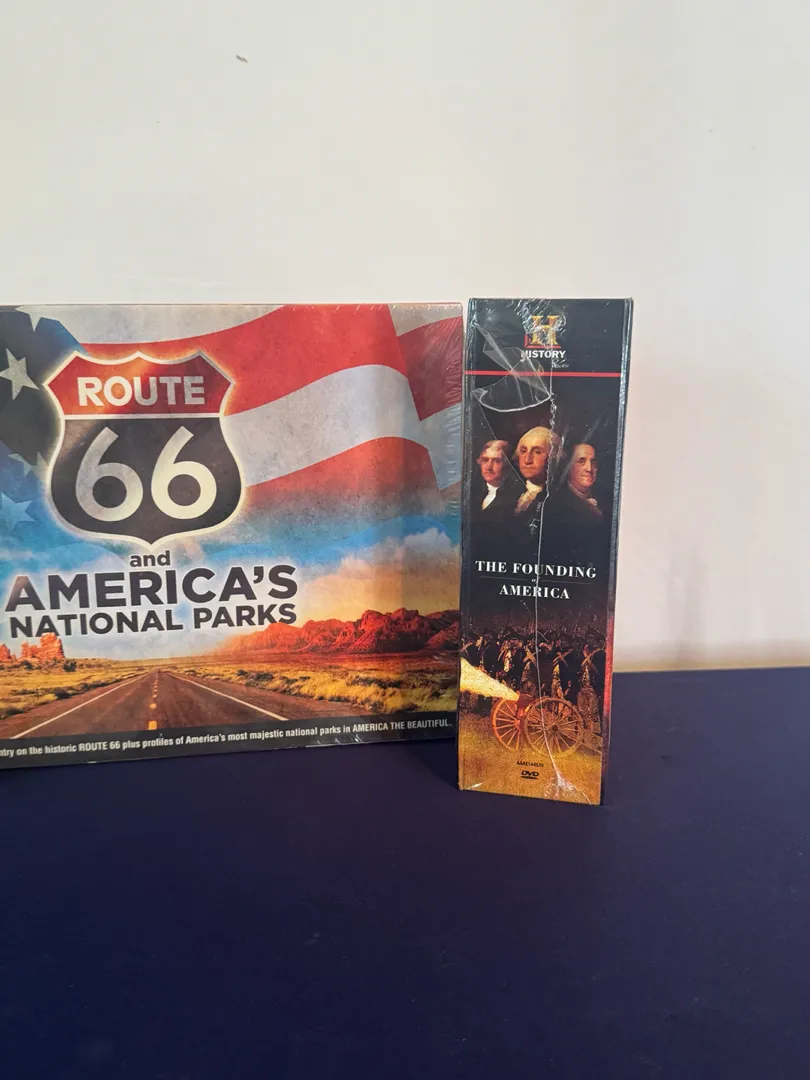 ROUTE
66
and
AMERICA'S
NATIONAL PARKS
ntry on the historic ROUTE 66 plus profiles of America's most majestic national parks in AMERICA THE BEAUTIFUL.
H
HISTORY
THE FOUNDING
of
AMERICA
DVD